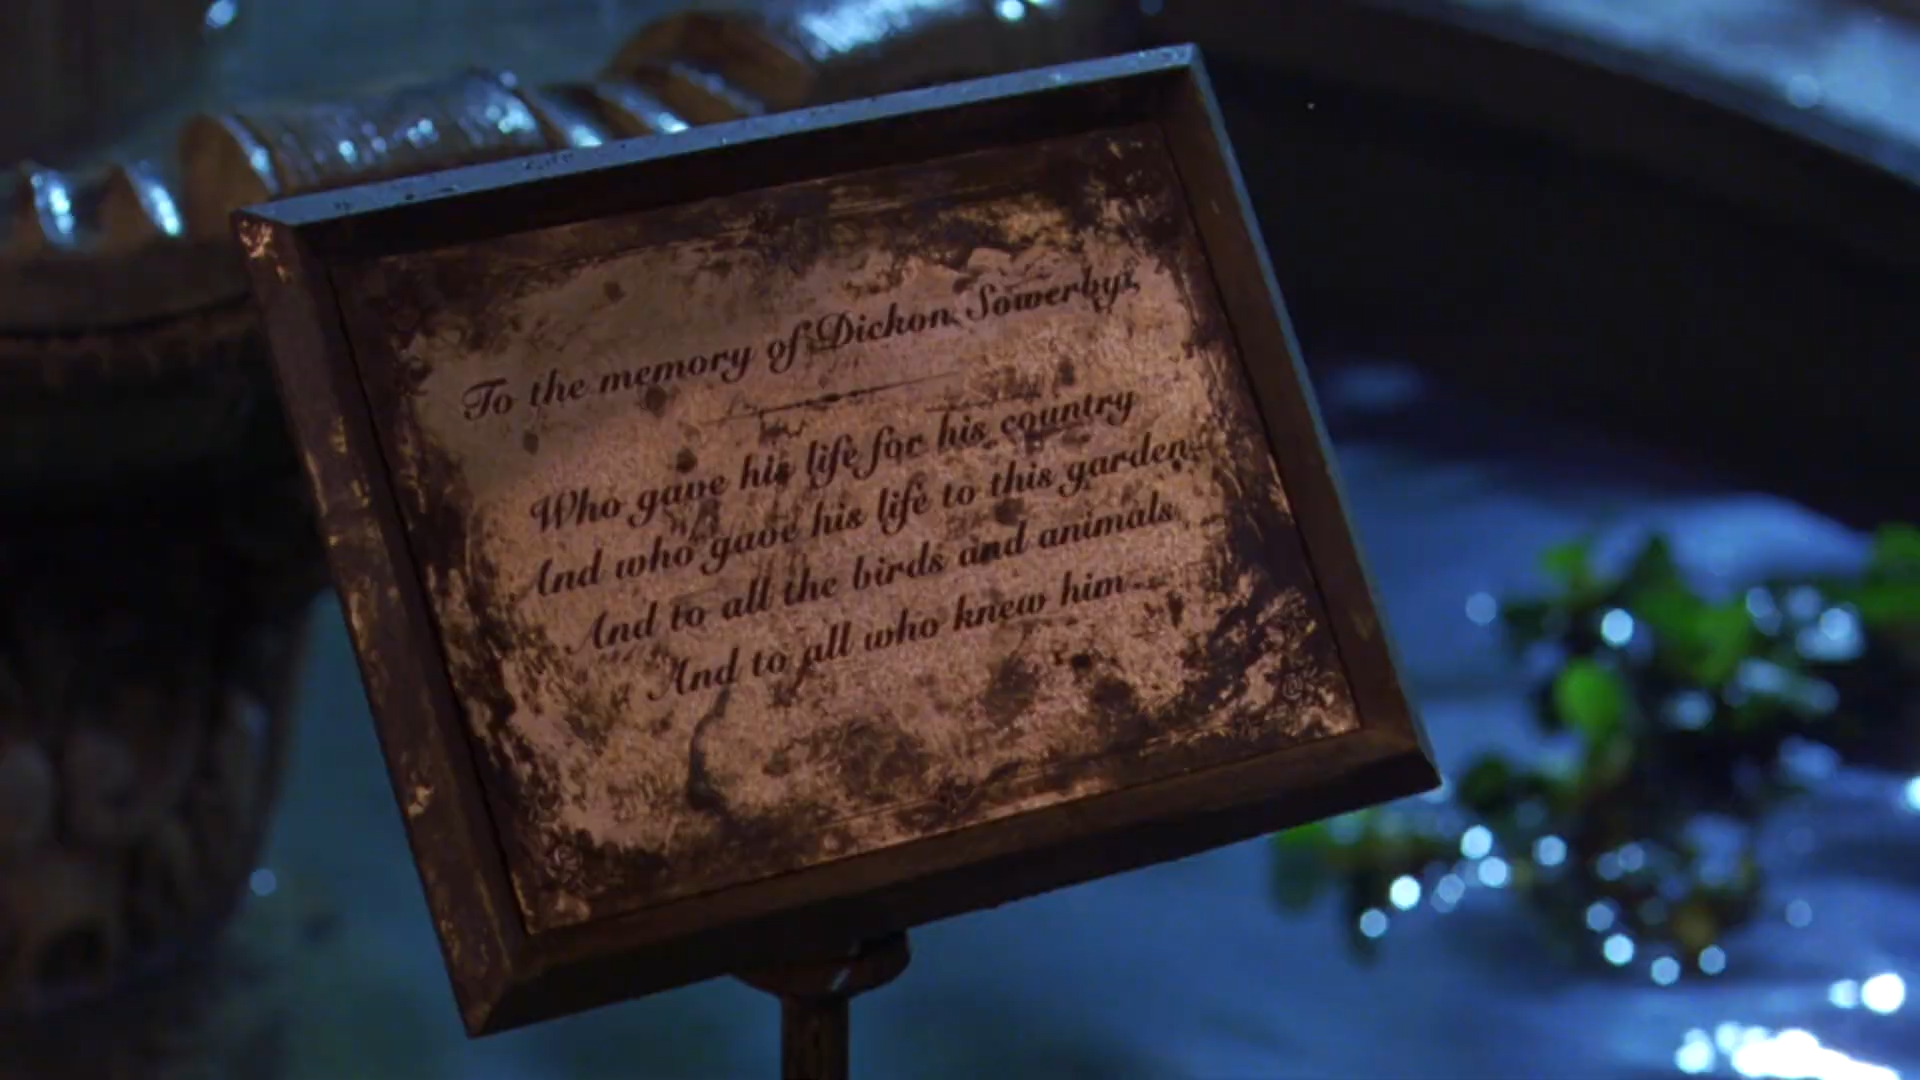 To the memory of Dickon Sowerby,
Who gave his life for his country
And who gave his life to this garden
And to all the birds and animals
And to all who knew him